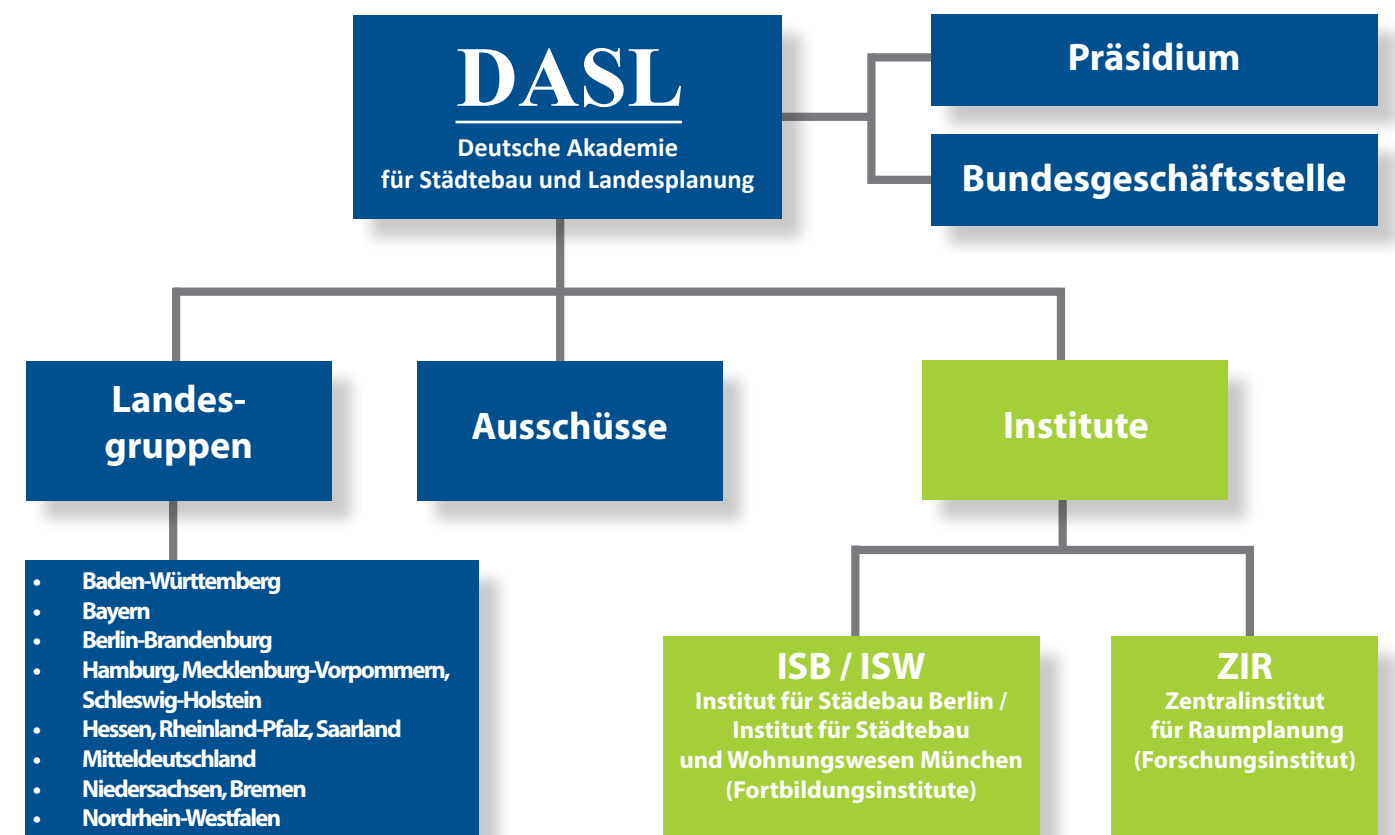 DASL
Deutsche Akademie
für Städtebau und Landesplanung
Präsidium
Bundesgeschäftsstelle
Landes-
gruppen
Ausschüsse
Institute
• Baden-Württemberg
• Bayern
• Berlin-Brandenburg
• Hamburg, Mecklenburg-Vorpommern,
Schleswig-Holstein
• Hessen, Rheinland-Pfalz, Saarland
• Mitteldeutschland
• Niedersachsen, Bremen
• Nordrhein-Westfalen
ISB / ISW
Institut für Städebau Berlin /
Institut für Städtebau
und Wohnungswesen München
(Fortbildungsinstitute)
ZIR
Zentralinstitut
für Raumplanung
(Forschungsinstitut)